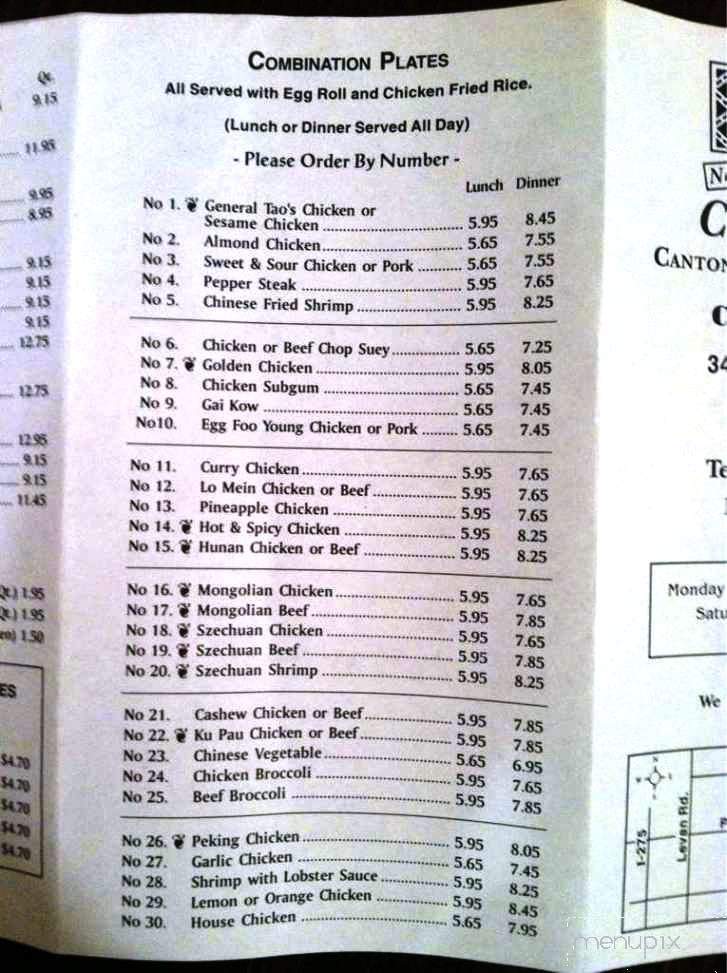 Qt.
9.15
11.95
9.95
8.95
9.15
9.15
9.15
9.15
12.75
12.75
12.95
9.15
9.15
11.45
Qt.) 1.95
Qt.) 1.95
1.50
ES
$4.70
$4.70
$4.70
$4.70
$4.70
COMBINATION PLATES
All Served with Egg Roll and Chicken Fried Rice.
(Lunch or Dinner Served All Day)
- Please Order By Number -
Lunch Dinner
No 1. General Tao's Chicken or
Sesame Chicken 5.95 8.45
No 2. Almond Chicken 5.65 7.55
No 3. Sweet & Sour Chicken or Pork 5.65 7.55
No 4. Pepper Steak 5.95 7.65
No 5. Chinese Fried Shrimp 5.95 8.25
No 6. Chicken or Beef Chop Suey 5.65 7.25
No 7. Golden Chicken 5.95 8.05
No 8. Chicken Subgum 5.65 7.45
No 9. Gai Kow 5.65 7.45
No10. Egg Foo Young Chicken or Pork 5.65 7.45
No 11. Curry Chicken 5.95 7.65
No 12. Lo Mein Chicken or Beef 5.95 7.65
No 13. Pineapple Chicken 5.95 7.65
No 14. Hot & Spicy Chicken 5.95 8.25
No 15. Hunan Chicken or Beef 5.95 8.25
No 16. Mongolian Chicken 5.95 7.65
No 17. Mongolian Beef 5.95 7.85
No 18. Szechuan Chicken 5.95 7.65
No 19. Szechuan Beef 5.95 7.85
No 20. Szechuan Shrimp 5.95 8.25
No 21. Cashew Chicken or Beef 5.95 7.85
No 22. Ku Pau Chicken or Beef 5.95 7.85
No 23. Chinese Vegetable 5.65 6.95
No 24. Chicken Broccoli 5.95 7.65
No 25. Beef Broccoli 5.95 7.85
No 26. Peking Chicken 5.95 8.05
No 27. Garlic Chicken 5.65 7.45
No 28. Shrimp with Lobster Sauce 5.95 8.25
No 29. Lemon or Orange Chicken 5.95 8.45
No 30. House Chicken 5.65 7.95
CANTON
34
Te
Monday
Satu
We
I-275
Levan Rd.
menupix